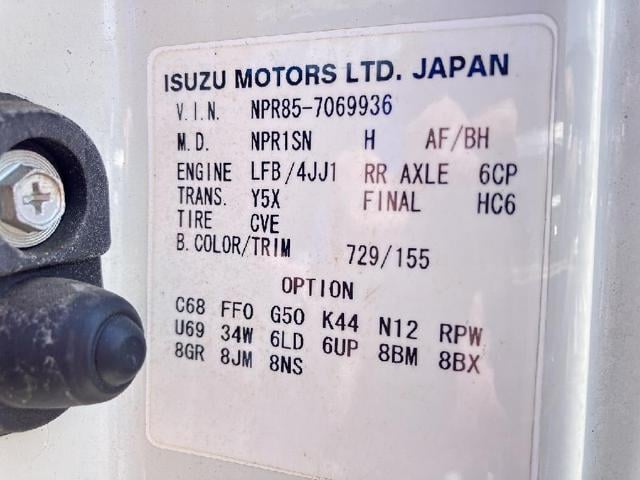 ISUZU MOTORS LTD. JAPAN
V.I.N. NPR85-7069936
M.D. NPR1SN H AF/BH
ENGINE LFB/4JJ1 RR AXLE 6CP
TRANS. Y5X FINAL HC6
TIRE CVE
B.COLOR/TRIM 729/155
OPTION
C68 FF0 G50 K44 N12 RPW
U69 34W 6LD 6UP 8BM 8BX
8GR 8JM 8NS